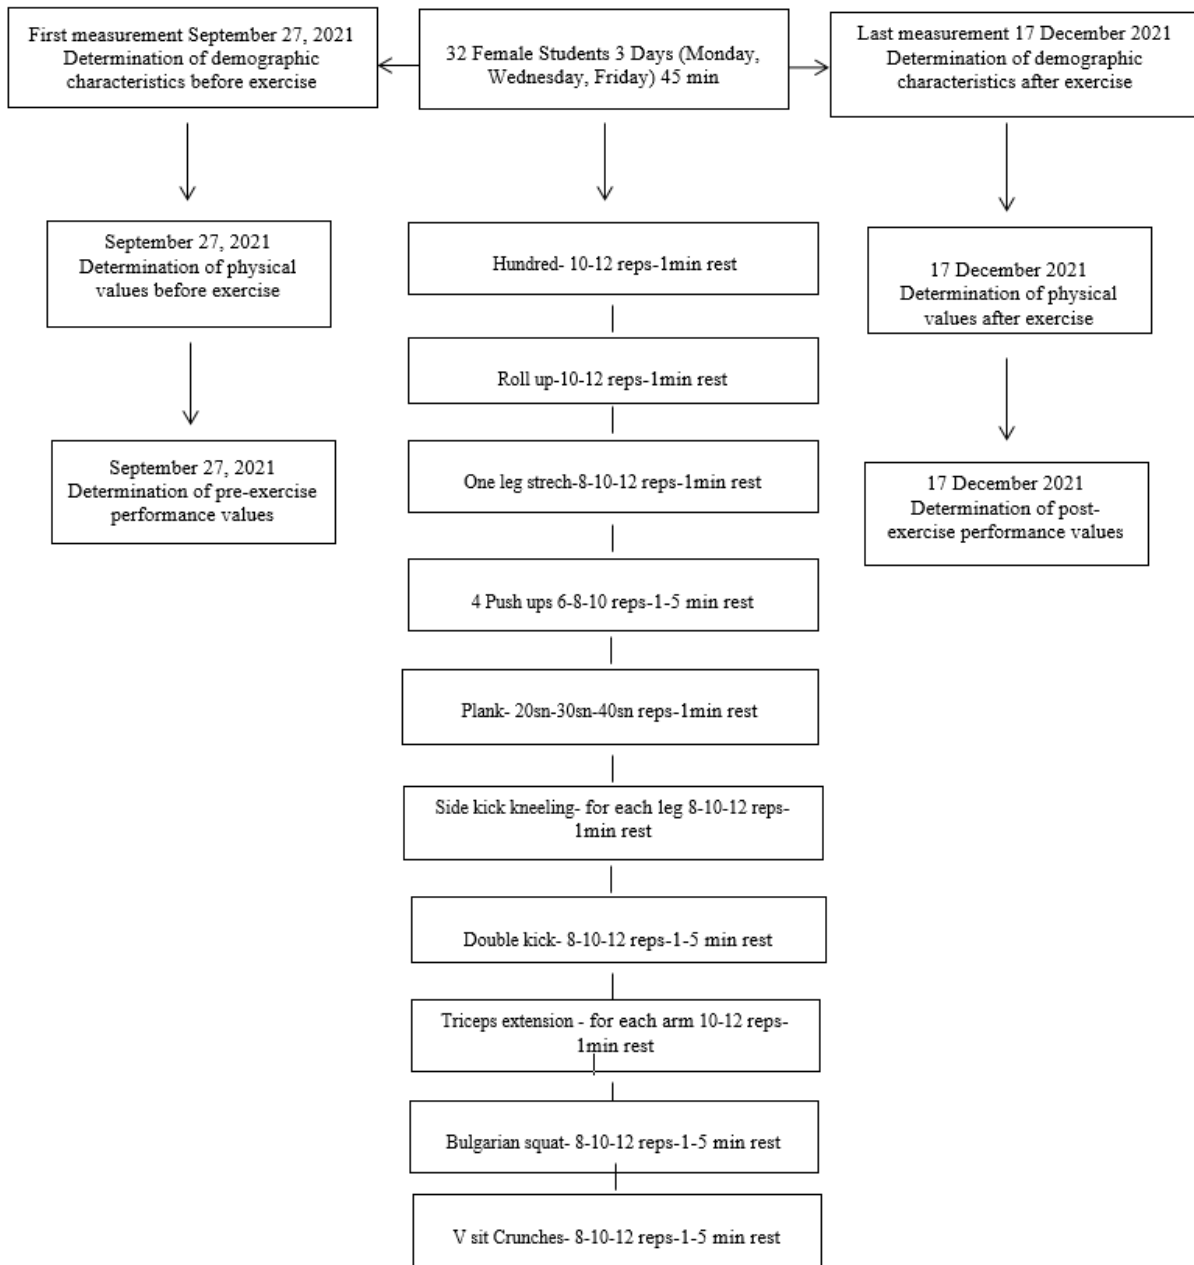 First measurement September 27, 2021
Determination of demographic
characteristics before exercise
32 Female Students 3 Days (Monday,
Wednesday, Friday) 45 min
Last measurement 17 December 2021
Determination of demographic
characteristics after exercise
September 27, 2021
Determination of physical
values before exercise
Hundred- 10-12 reps-1min rest
17 December 2021
Determination of physical
values after exercise
Roll up-10-12 reps-1min rest
September 27, 2021
Determination of pre-exercise
performance values
One leg strech-8-10-12 reps-1min rest
17 December 2021
Determination of post-
exercise performance values
4 Push ups 6-8-10 reps-1-5 min rest
Plank- 20sn-30sn-40sn reps-1min rest
Side kick kneeling- for each leg 8-10-12 reps-
1min rest
Double kick- 8-10-12 reps-1-5 min rest
Triceps extension - for each arm 10-12 reps-
1min rest
Bulgarian squat- 8-10-12 reps-1-5 min rest
V sit Crunches- 8-10-12 reps-1-5 min rest